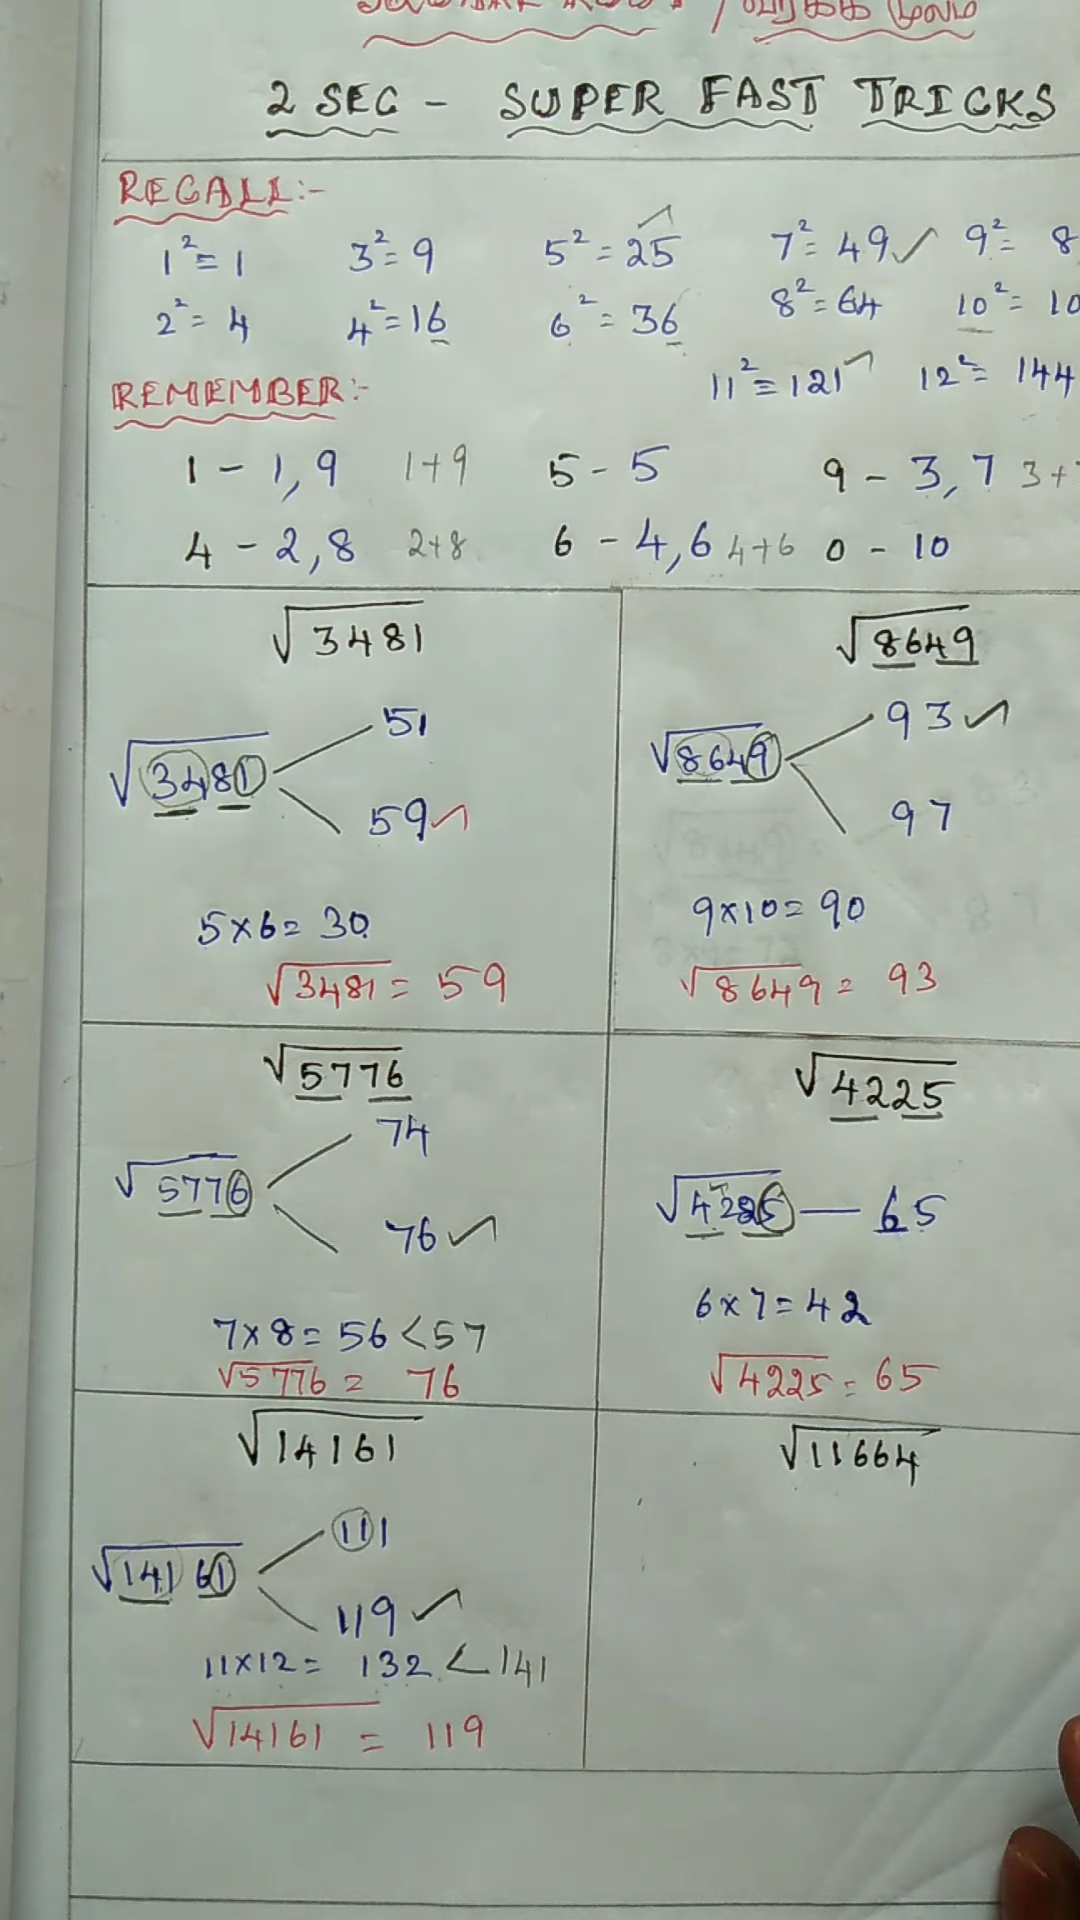 / வர்க்க மூலம்
2 SEC - SUPER FAST TRICKS
RECALL:-
1²=1 3²=9 5²=25 7²=49 9²= 8
2²=4 4²=16 6²=36 8²=64 10²=10
11²=121 12²=144
REMEMBER:-
1 - 1,9 1+9 5 - 5 9 - 3,7 3+
4 - 2,8 2+8 6 - 4,6 4+6 0 - 10
√3481
√3481
51
59
5×6=30
√3481 = 59
√8649
√8649
93
97
9×10=90
√8649 = 93
√5776
√5776
74
76
7×8=56<57
√5776 = 76
√4225
√4225 — 65
6×7=42
√4225 = 65
√14161
√14161
111
119
11×12= 132 < 141
√14161 = 119
√11664